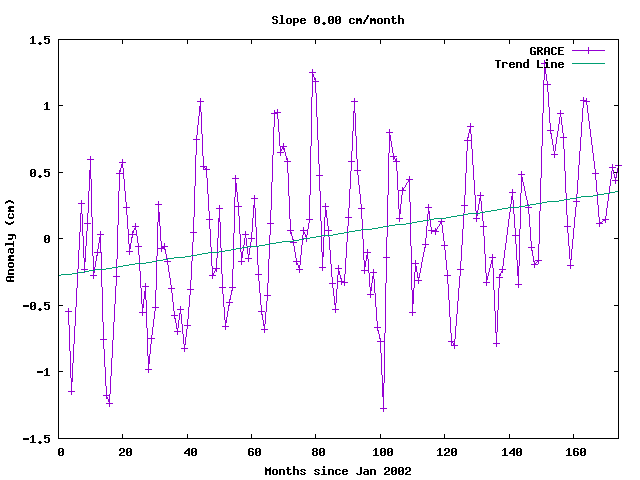 Slope 0.00 cm/month
GRACE
Trend Line
1.5
1
0.5
0
-0.5
-1
-1.5
Anomaly (cm)
0 20 40 60 80 100 120 140 160
Months since Jan 2002